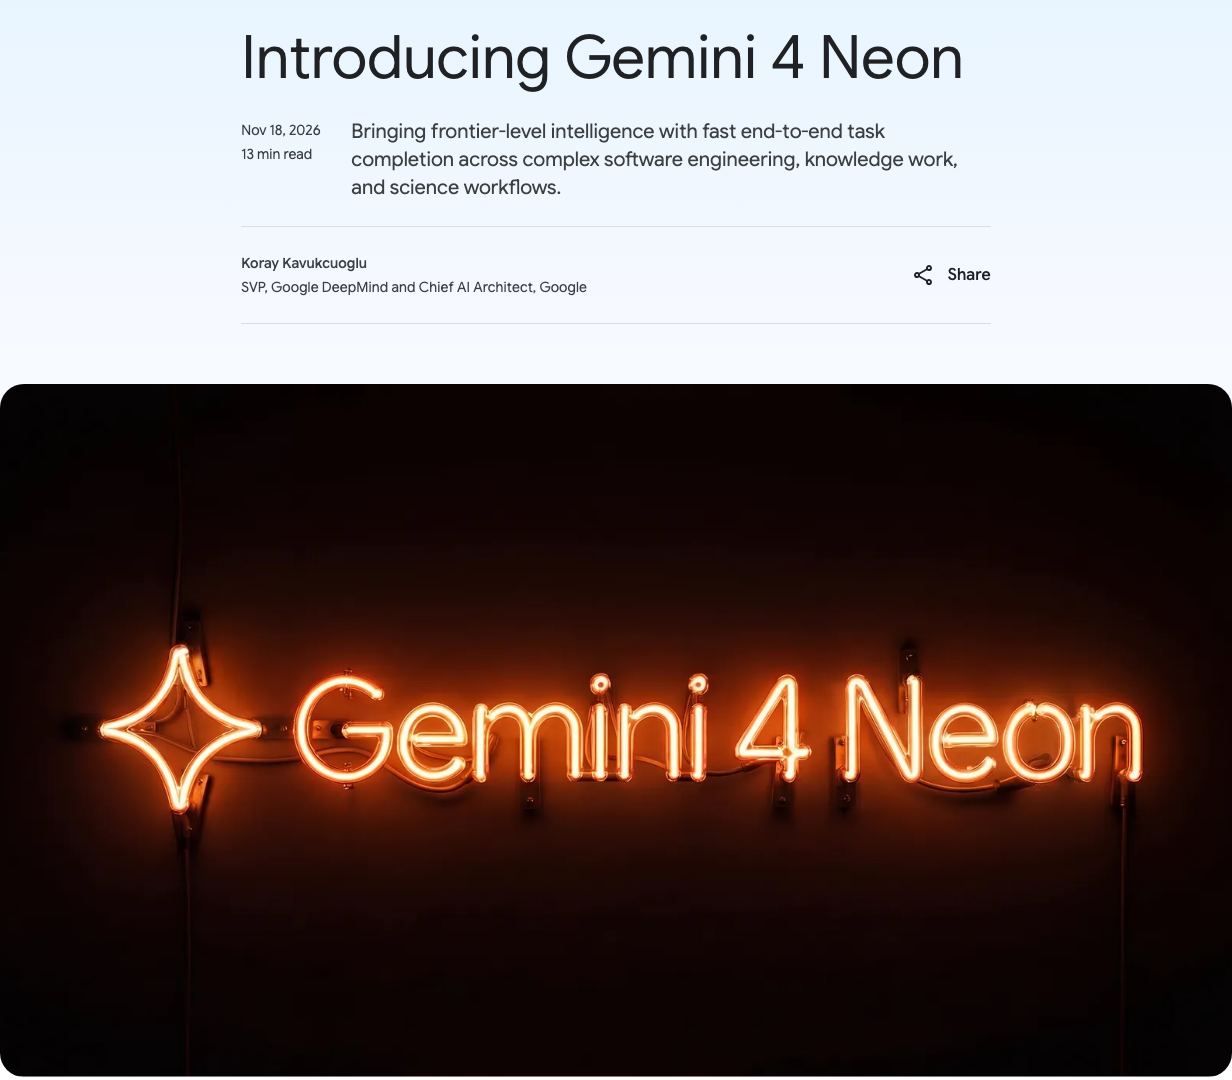 Introducing Gemini 4 Neon
Nov 18, 2026
13 min read
Bringing frontier-level intelligence with fast end-to-end task
completion across complex software engineering, knowledge work,
and science workflows.
Koray Kavukcuoglu
SVP, Google DeepMind and Chief AI Architect, Google
Share
Gemini 4 Neon